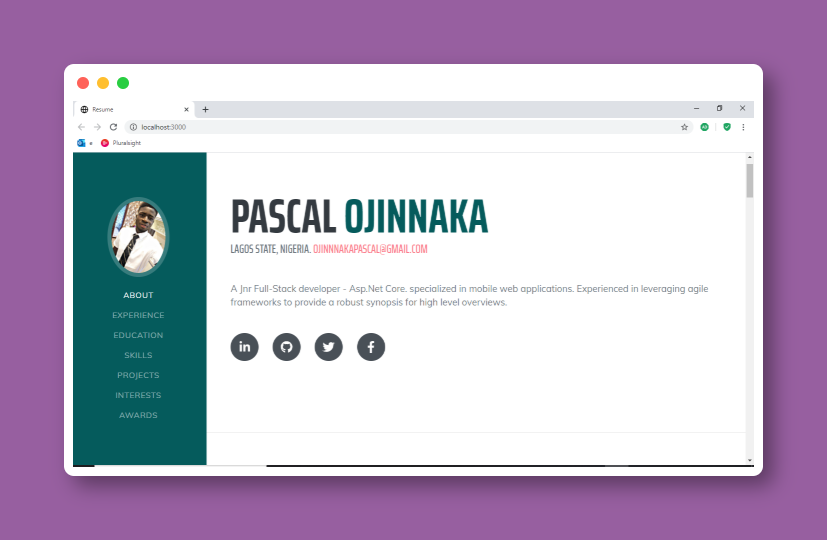 Resume
localhost:3000
e
Pluralsight
ABOUT
EXPERIENCE
EDUCATION
SKILLS
PROJECTS
INTERESTS
AWARDS
PASCAL OJINNAKA
LAGOS STATE, NIGERIA. OJINNNAKAPASCAL@GMAIL.COM
A Jnr Full-Stack developer - Asp.Net Core. specialized in mobile web applications. Experienced in leveraging agile
frameworks to provide a robust synopsis for high level overviews.
in